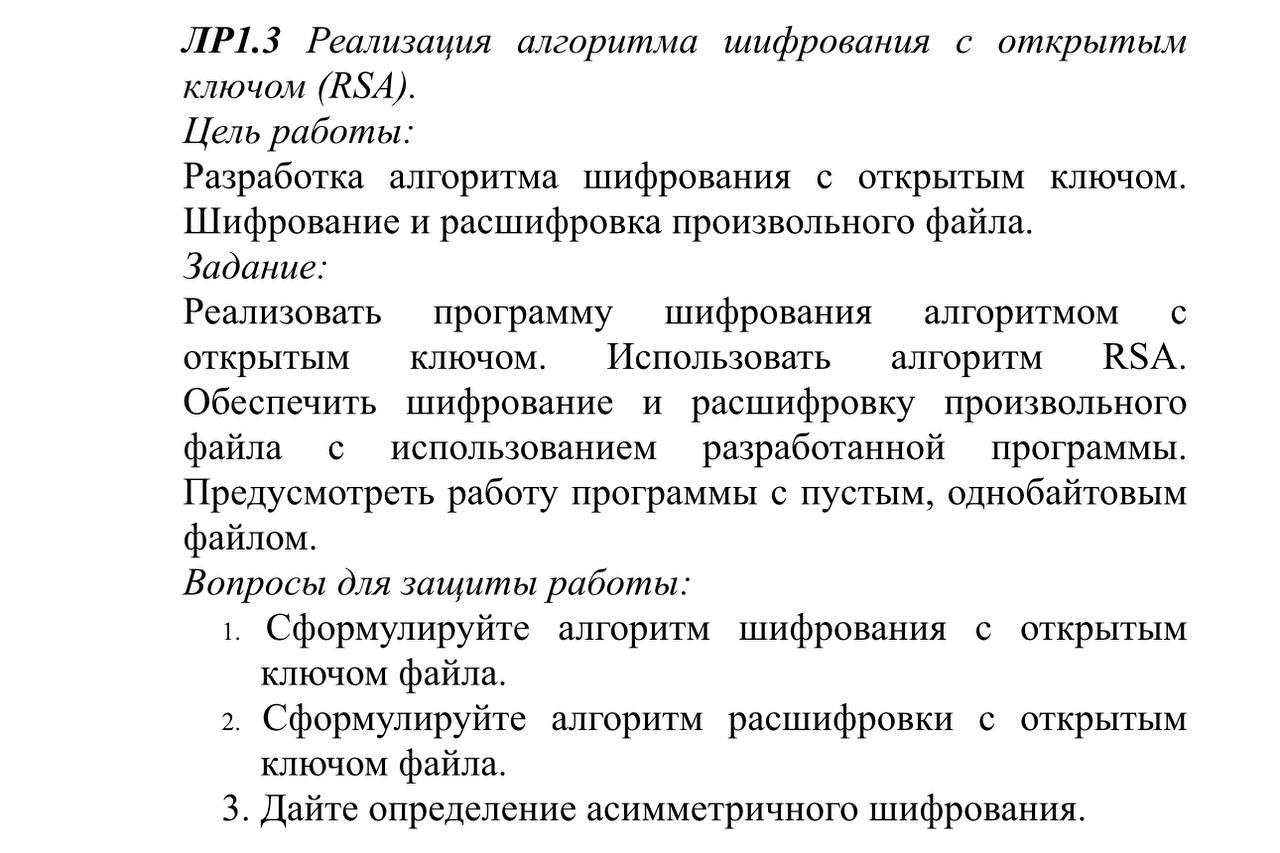 ЛР1.3 Реализация алгоритма шифрования с открытым
ключом (RSA).
Цель работы:
Разработка алгоритма шифрования с открытым ключом.
Шифрование и расшифровка произвольного файла.
Задание:
Реализовать программу шифрования алгоритмом с
открытым ключом. Использовать алгоритм RSA.
Обеспечить шифрование и расшифровку произвольного
файла с использованием разработанной программы.
Предусмотреть работу программы с пустым, однобайтовым
файлом.
Вопросы для защиты работы:
1. Сформулируйте алгоритм шифрования с открытым
ключом файла.
2. Сформулируйте алгоритм расшифровки с открытым
ключом файла.
3. Дайте определение асимметричного шифрования.